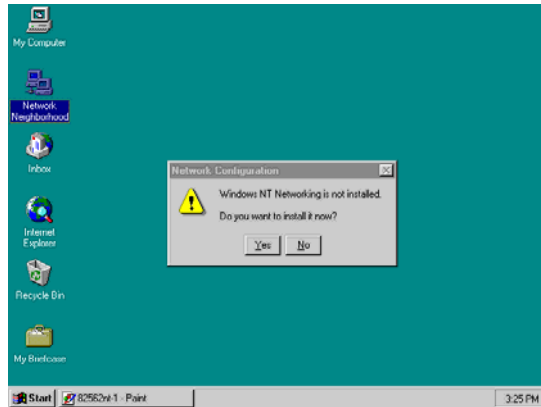 My Computer
Network
Neighborhood
Inbox
Internet
Explorer
Recycle Bin
My Briefcase
Network Configuration
Windows NT Networking is not installed.
Do you want to install it now?
Yes
No
Start
82562nt-1 - Paint
3:25 PM